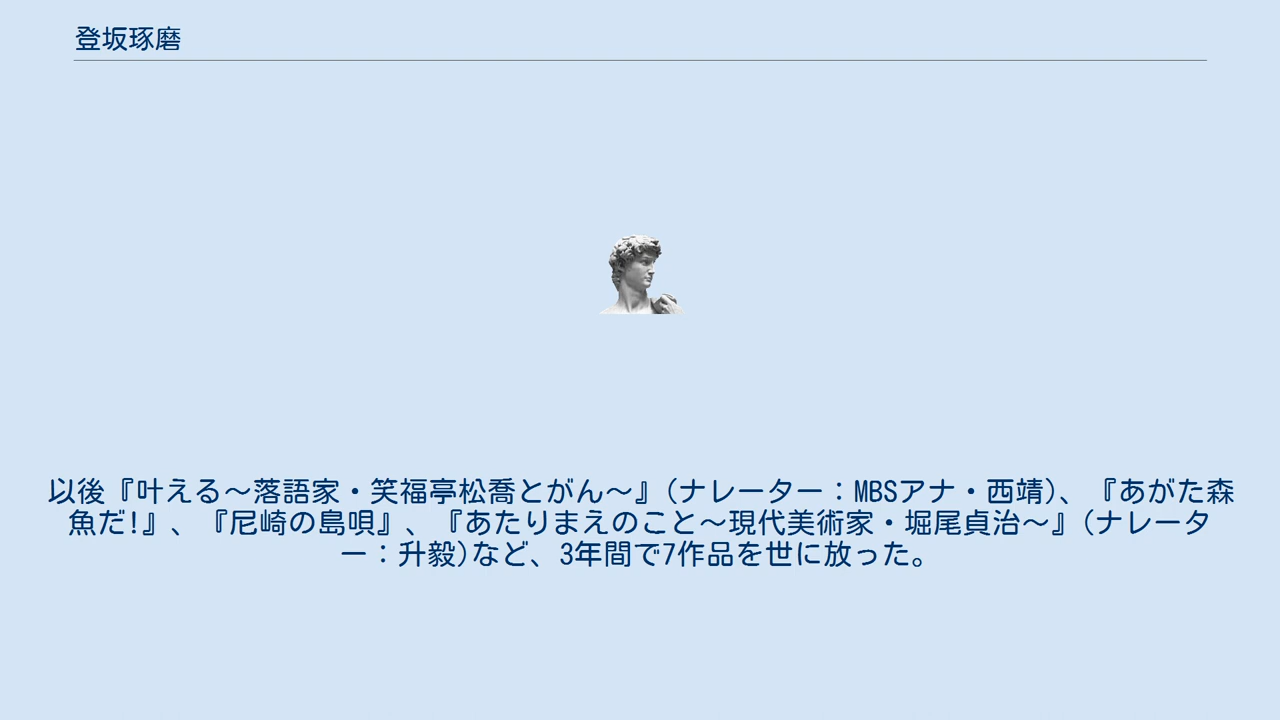 登坂琢磨
以後『叶える〜落語家・笑福亭松喬とがん〜』(ナレーター：MBSアナ・西靖)、『あがた森
魚だ!』、『尼崎の島唄』、『あたりまえのこと〜現代美術家・堀尾貞治〜』(ナレータ
ー：升毅)など、3年間で7作品を世に放った。